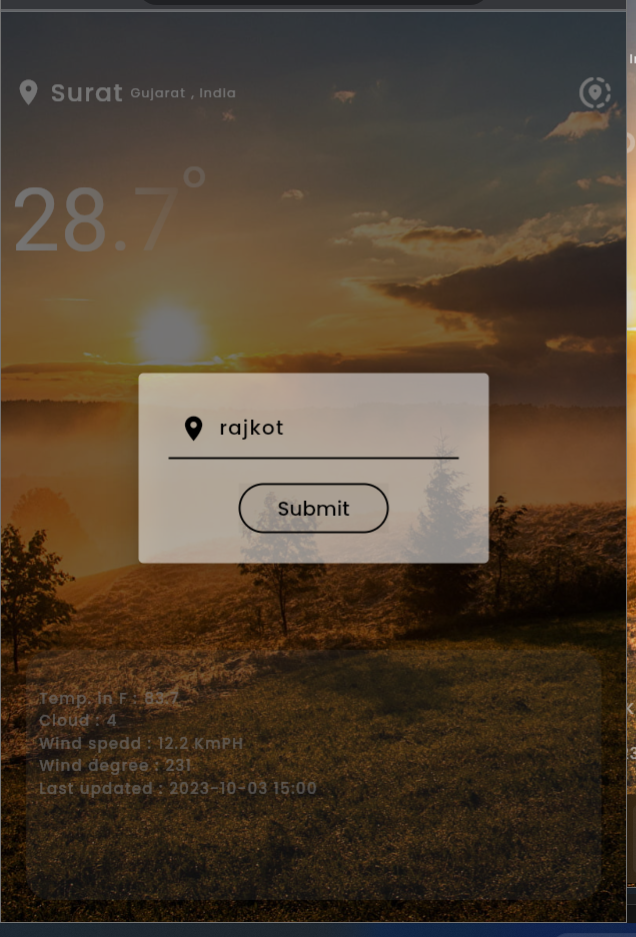 Surat Gujarat , India
28.7°
rajkot
Submit
Temp. in F : 83.7
Cloud : 4
Wind spedd : 12.2 KmPH
Wind degree : 231
Last updated : 2023-10-03 15:00